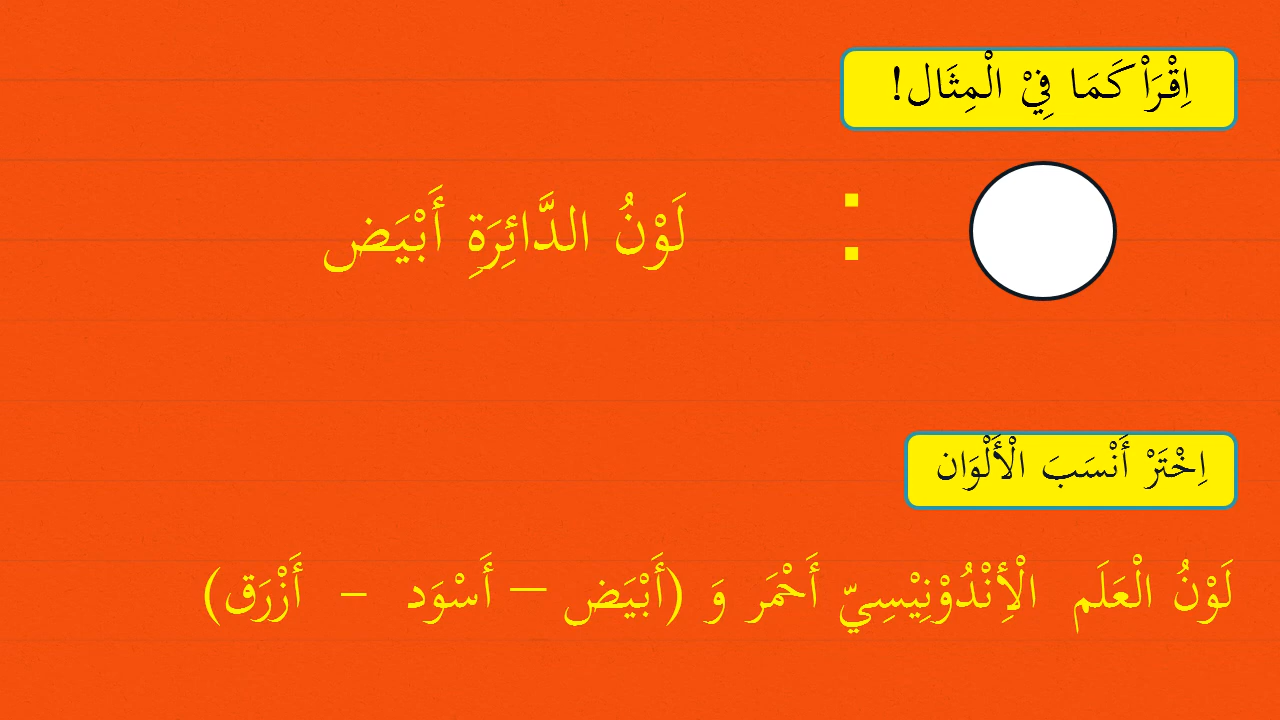 اِقْرَاْ كَمَا فِيْ الْمِثَال!
: لَوْنُ الدَّائِرَةِ أَبْيَض
اِخْتَرْ أَنْسَبَ الْأَلْوَان
لَوْنُ الْعَلَم الْأِنْدُوْنِيْسِيّ أَحْمَر وَ (أَبْيَض – أَسْوَد - أَزْرَق)